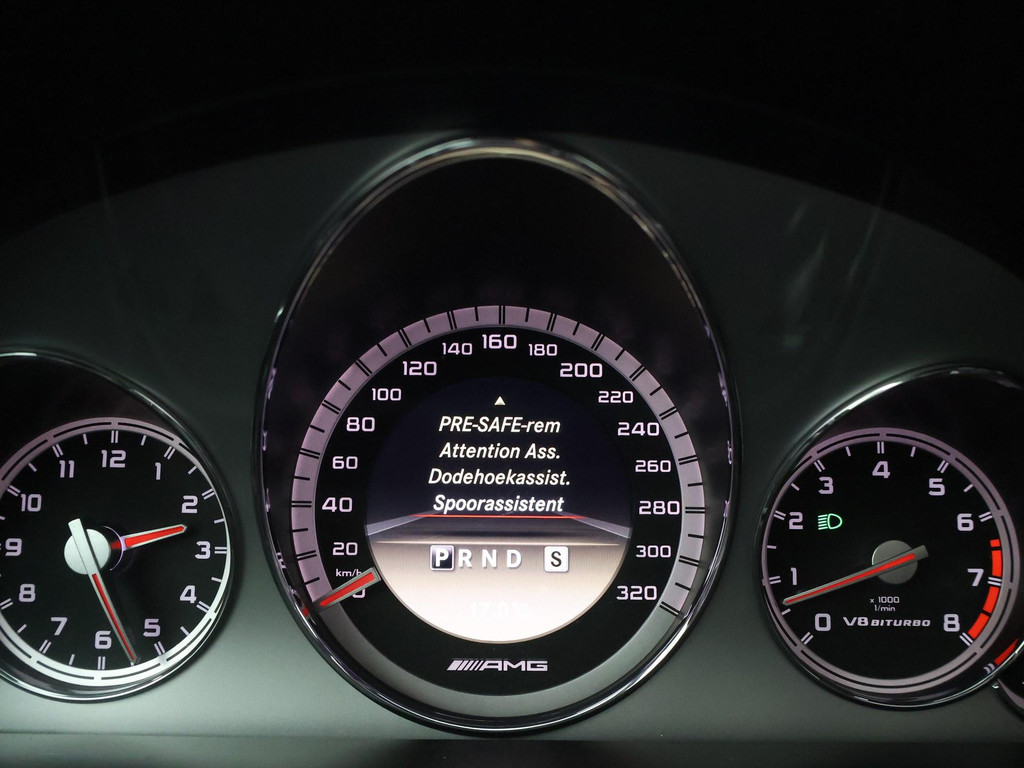 160
140 180
120 200
100 220
80 240
60 260
40 280
20 300
km/h
0 320
PRE-SAFE-rem
Attention Ass.
Dodehoekassist.
Spoorassistent
P R N D S
AMG
12
11 1
10 2
9 3
8 4
7 5
6
4
3 5
2 6
1 7
0 8
x 1000
1/min
V8 BITURBO